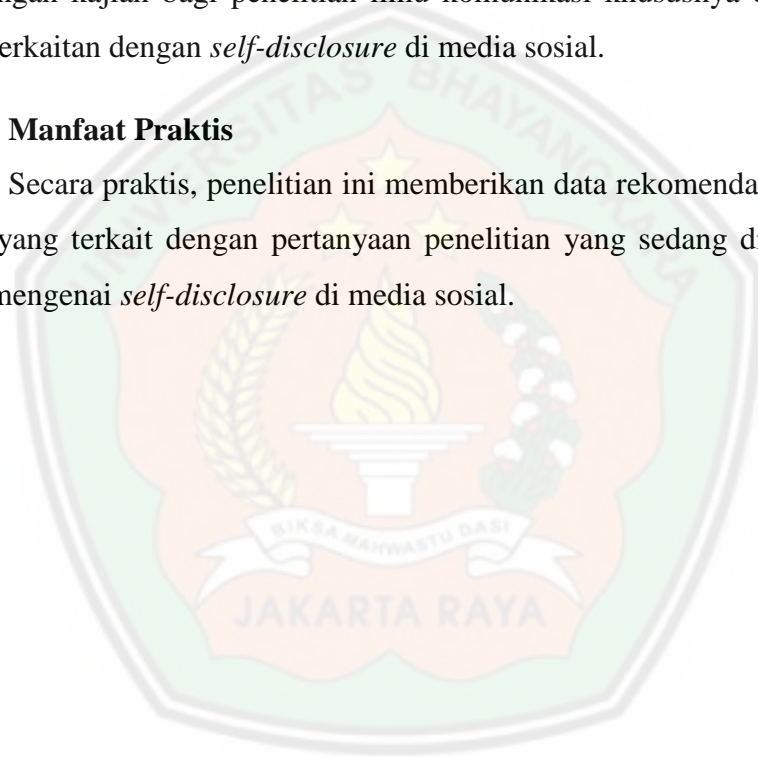 ngan kajian bagi penelitian ilmu komunikasi khususnya
erkaitan dengan self-disclosure di media sosial.
Manfaat Praktis
Secara praktis, penelitian ini memberikan data rekomenda
yang terkait dengan pertanyaan penelitian yang sedang di
mengenai self-disclosure di media sosial.
UNIVERSITAS BHAYANGKARA
BIKSA MAHWASTU DASI
JAKARTA RAYA